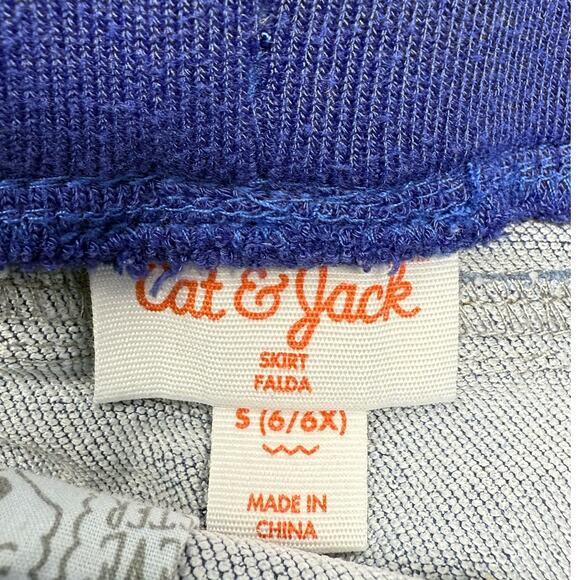 Cat & Jack
SKIRT
FALDA
S (6/6X)
MADE IN
CHINA